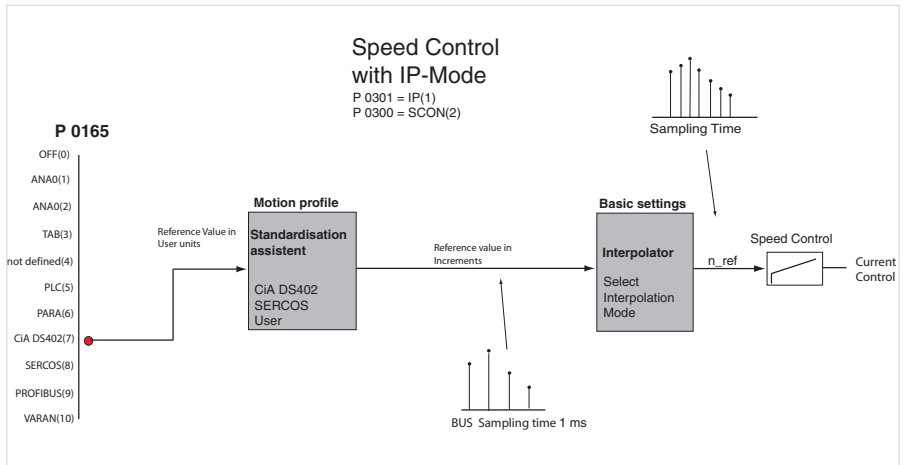 Speed Control
with IP-Mode
P 0301 = IP(1)
P 0300 = SCON(2)
P 0165
OFF(0)
ANA0(1)
ANA0(2)
TAB(3)
not defined(4)
PLC(5)
PARA(6)
CiA DS402(7)
SERCOS(8)
PROFIBUS(9)
VARAN(10)
Reference Value in
User units
Motion profile
Standardisation
assistent
CiA DS402
SERCOS
User
Reference value in
Increments
BUS Sampling time 1 ms
Basic settings
Interpolator
Select
Interpolation
Mode
Sampling Time
n_ref
Speed Control
Current
Control